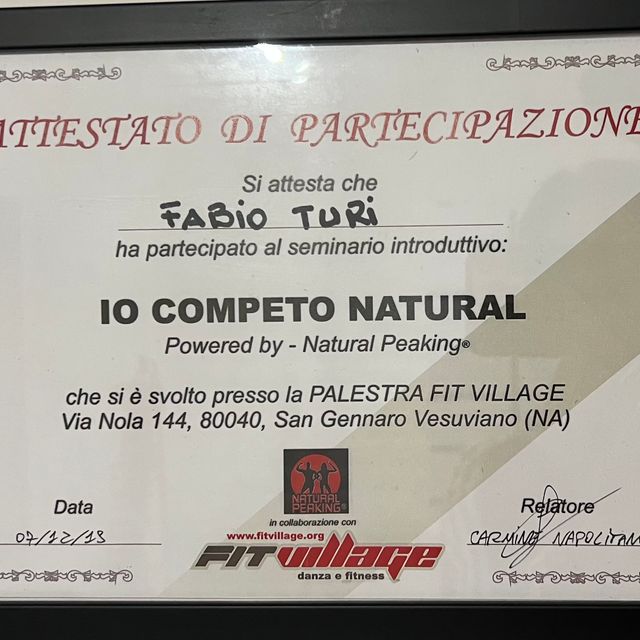 ATTESTATO DI PARTECIPAZIONE
Si attesta che
FABIO TURI
ha partecipato al seminario introduttivo:
IO COMPETO NATURAL
Powered by - Natural Peaking®
che si è svolto presso la PALESTRA FIT VILLAGE
Via Nola 144, 80040, San Gennaro Vesuviano (NA)
NATURAL
PEAKING®
in collaborazione con
Data
Relatore
07/12/13
CARMINE NAPOLITAN
www.fitvillage.org
FITVILLAGE
danza e fitness